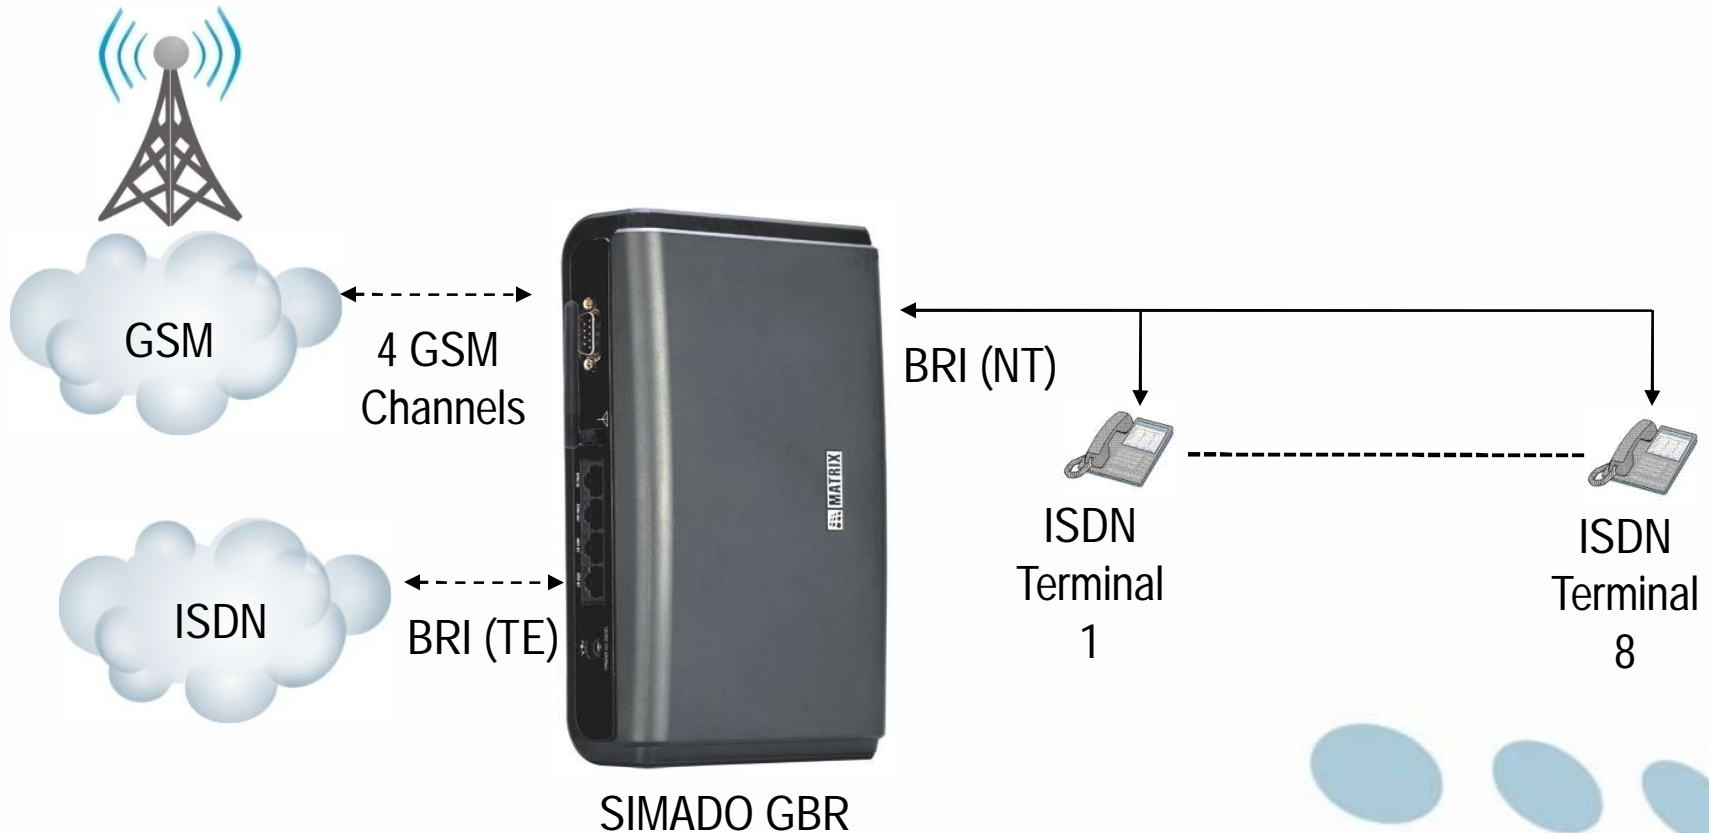 GSM
4 GSM
Channels
BRI (NT)
MATRIX
ISDN
Terminal
1
ISDN
Terminal
8
ISDN
BRI (TE)
SIMADO GBR